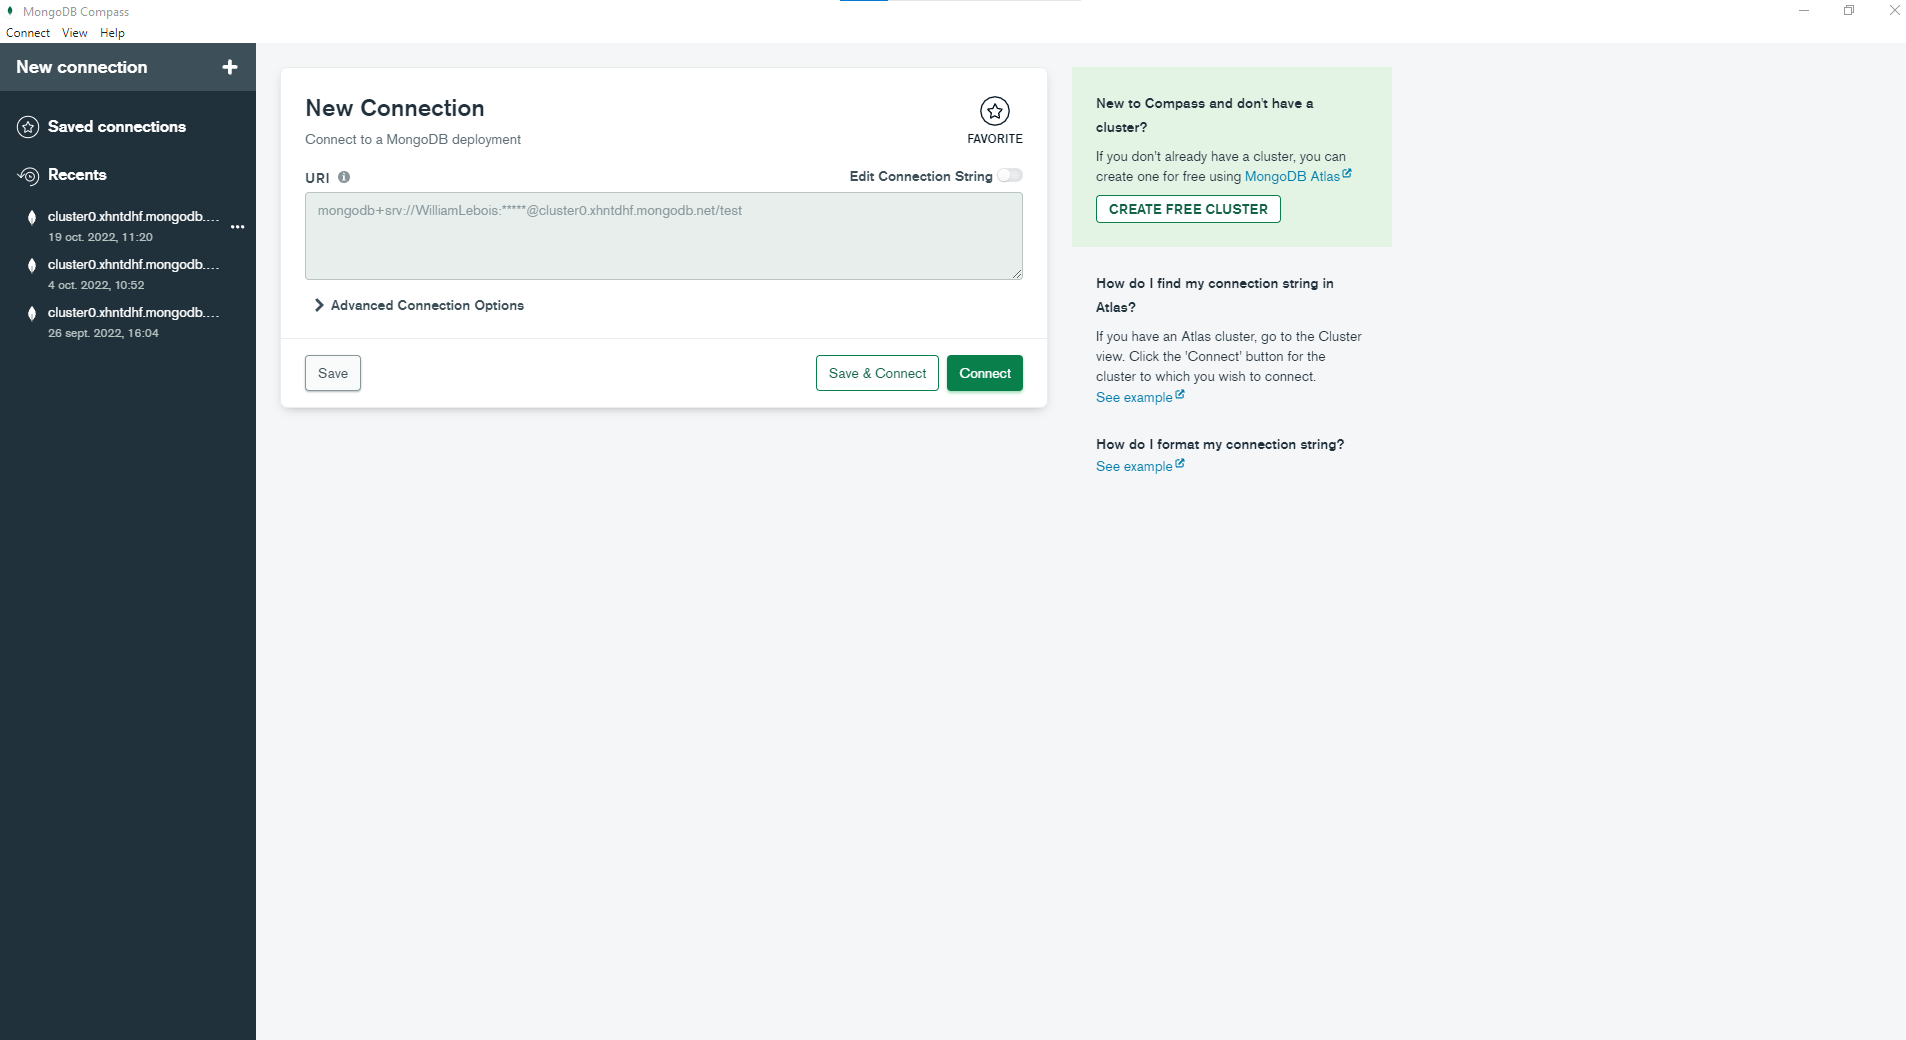 MongoDB Compass
Connect View Help
New connection
Saved connections
Recents
cluster0.xhntdhf.mongodb....
19 oct. 2022, 11:20
cluster0.xhntdhf.mongodb....
4 oct. 2022, 10:52
cluster0.xhntdhf.mongodb....
26 sept. 2022, 16:04
New Connection
Connect to a MongoDB deployment
FAVORITE
URI
Edit Connection String
mongodb+srv://WilliamLebois:*****@cluster0.xhntdhf.mongodb.net/test
Advanced Connection Options
Save
Save & Connect
Connect
New to Compass and don't have a
cluster?
If you don't already have a cluster, you can
create one for free using MongoDB Atlas
CREATE FREE CLUSTER
How do I find my connection string in
Atlas?
If you have an Atlas cluster, go to the Cluster
view. Click the 'Connect' button for the
cluster to which you wish to connect.
See example
How do I format my connection string?
See example